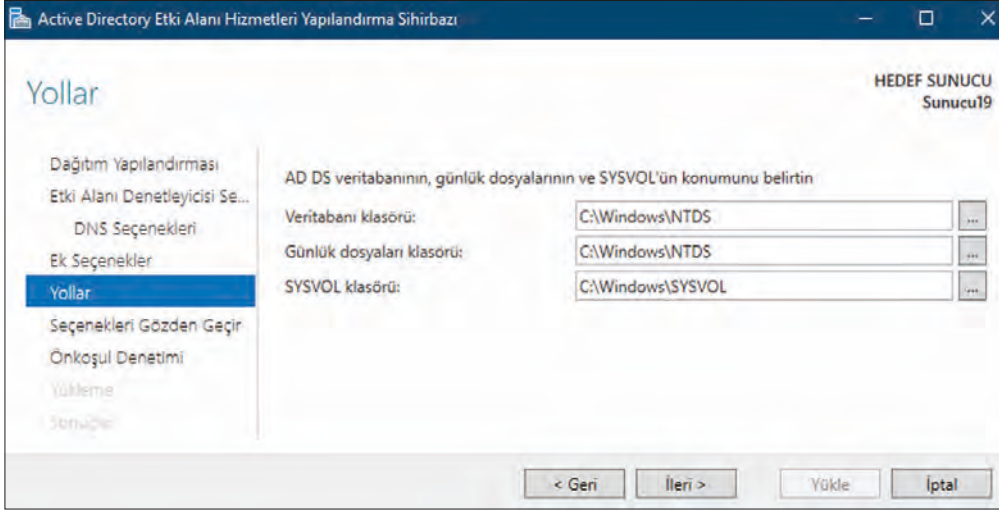 Active Directory Etki Alanı Hizmetleri Yapılandırma Sihirbazı
Yollar
HEDEF SUNUCU
Sunucu19
Dağıtım Yapılandırması
Etki Alanı Denetleyicisi Se...
DNS Seçenekleri
Ek Seçenekler
Yollar
Seçenekleri Gözden Geçir
Önkoşul Denetimi
Yükleme
Sonuçlar
AD DS veritabanının, günlük dosyalarının ve SYSVOL'ün konumunu belirtin
Veritabanı klasörü: C:\Windows\NTDS ...
Günlük dosyaları klasörü: C:\Windows\NTDS ...
SYSVOL klasörü: C:\Windows\SYSVOL ...
< Geri İleri > Yükle İptal